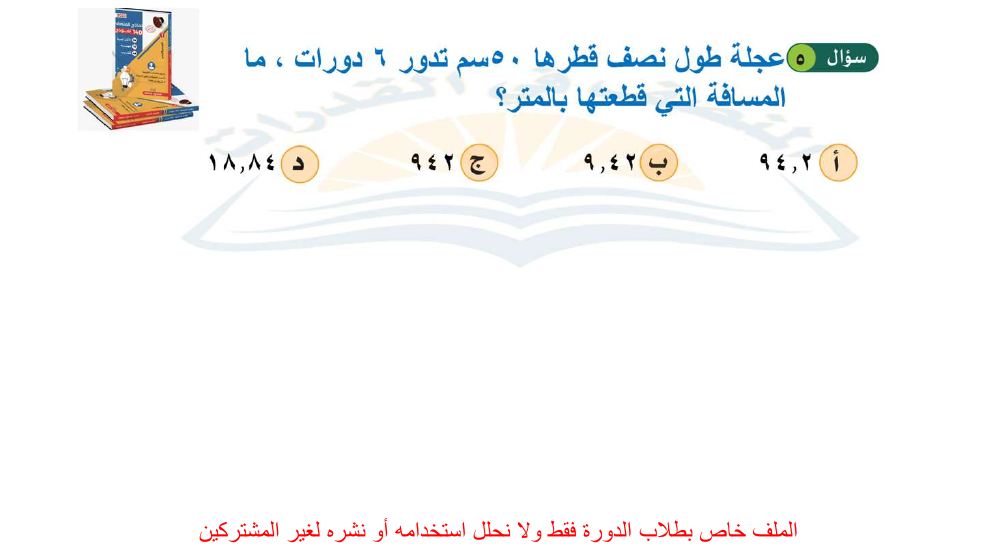 سؤال ٥ عجلة طول نصف قطرها ٥٠سم تدور ٦ دورات ، ما
المسافة التي قطعتها بالمتر؟
أ ٩٤,٢ ب ٩,٤٢ ج ٩٤٢ د ١٨,٨٤
الملف خاص بطلاب الدورة فقط ولا نحلل استخدامه أو نشره لغير المشتركين